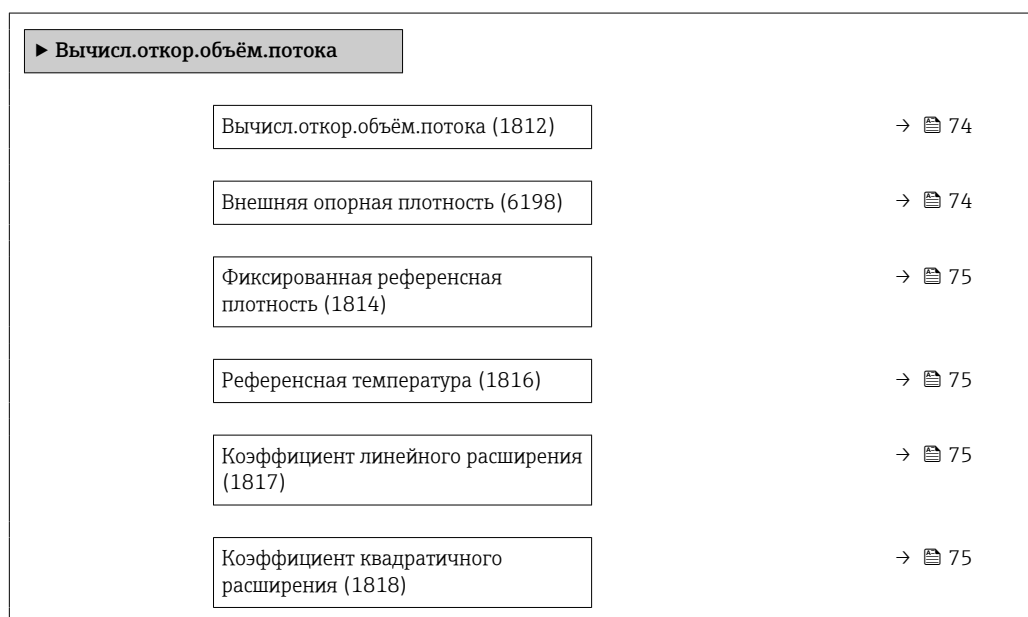 ▶ Вычисл.откор.объём.потока
Вычисл.откор.объём.потока (1812) → 74
Внешняя опорная плотность (6198) → 74
Фиксированная референсная → 75
плотность (1814)
Референсная температура (1816) → 75
Коэффициент линейного расширения → 75
(1817)
Коэффициент квадратичного → 75
расширения (1818)